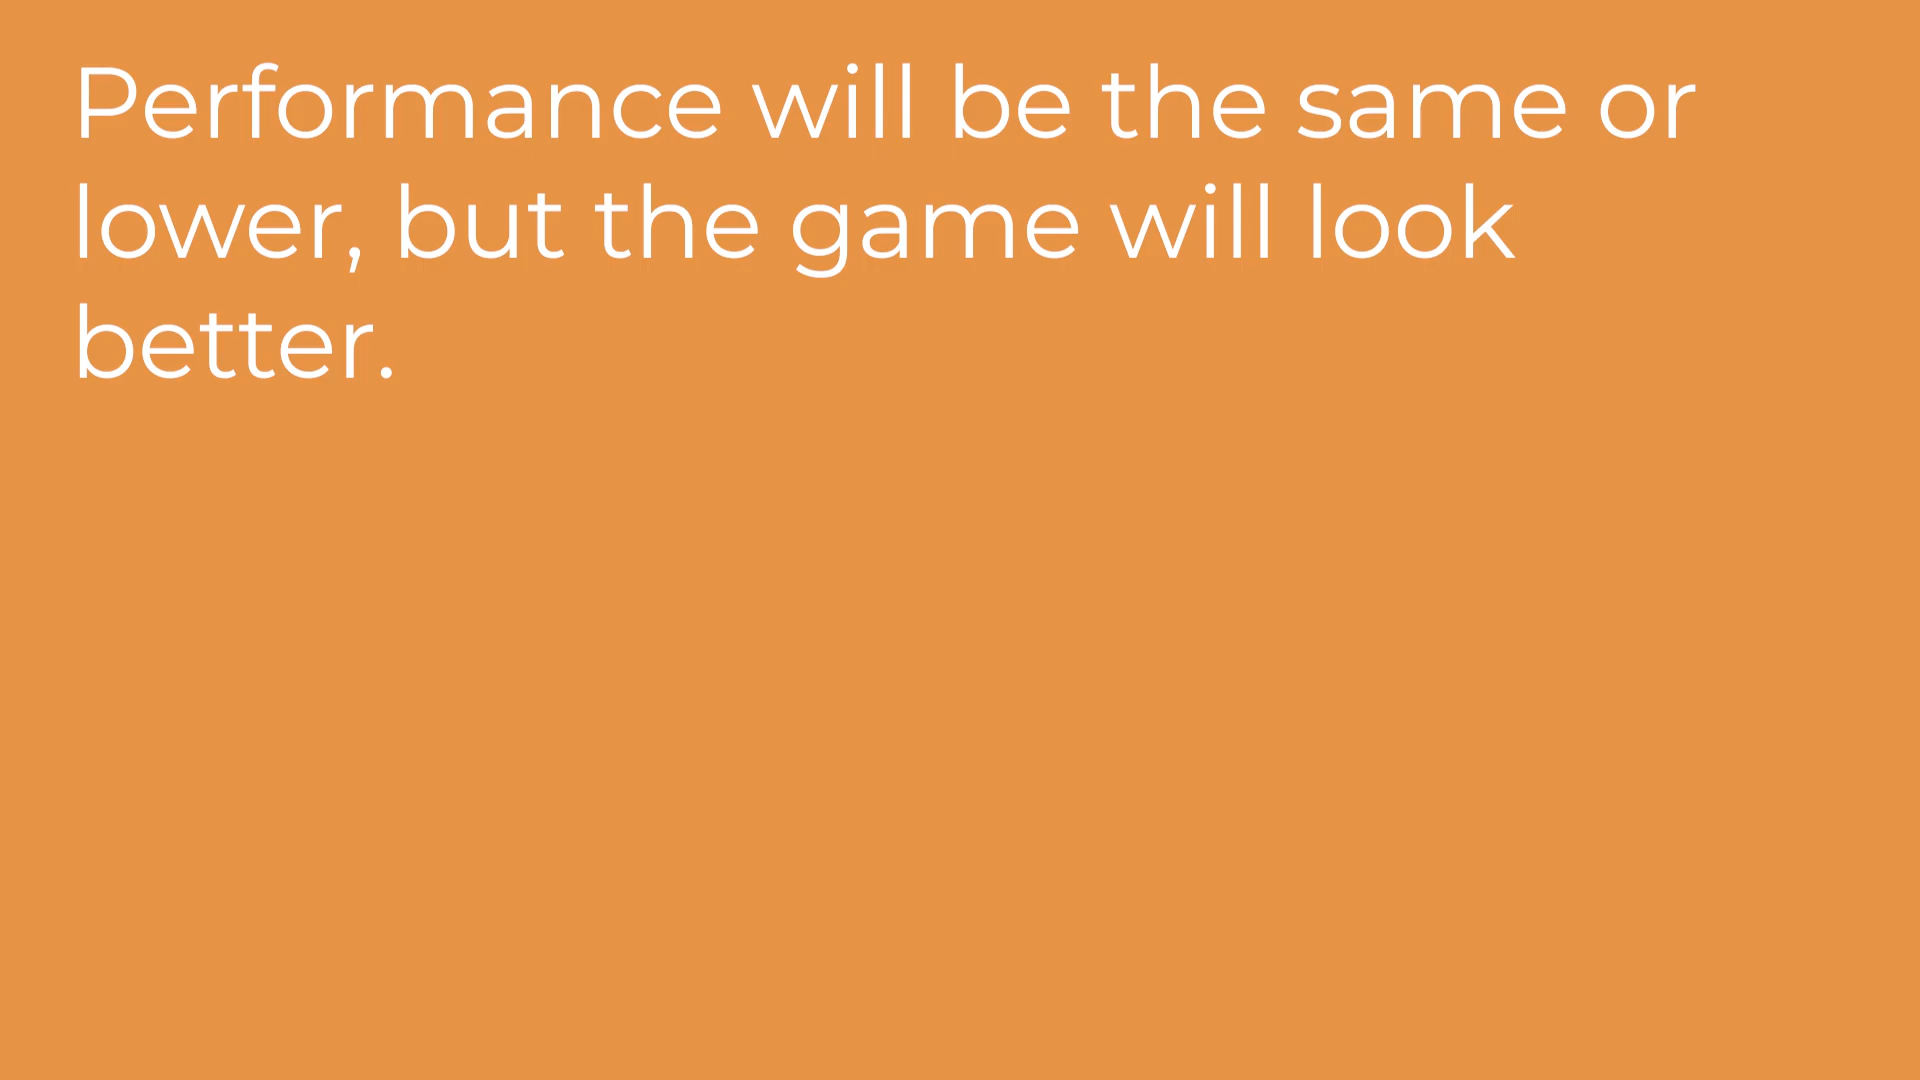 Performance will be the same or
lower, but the game will look
better.